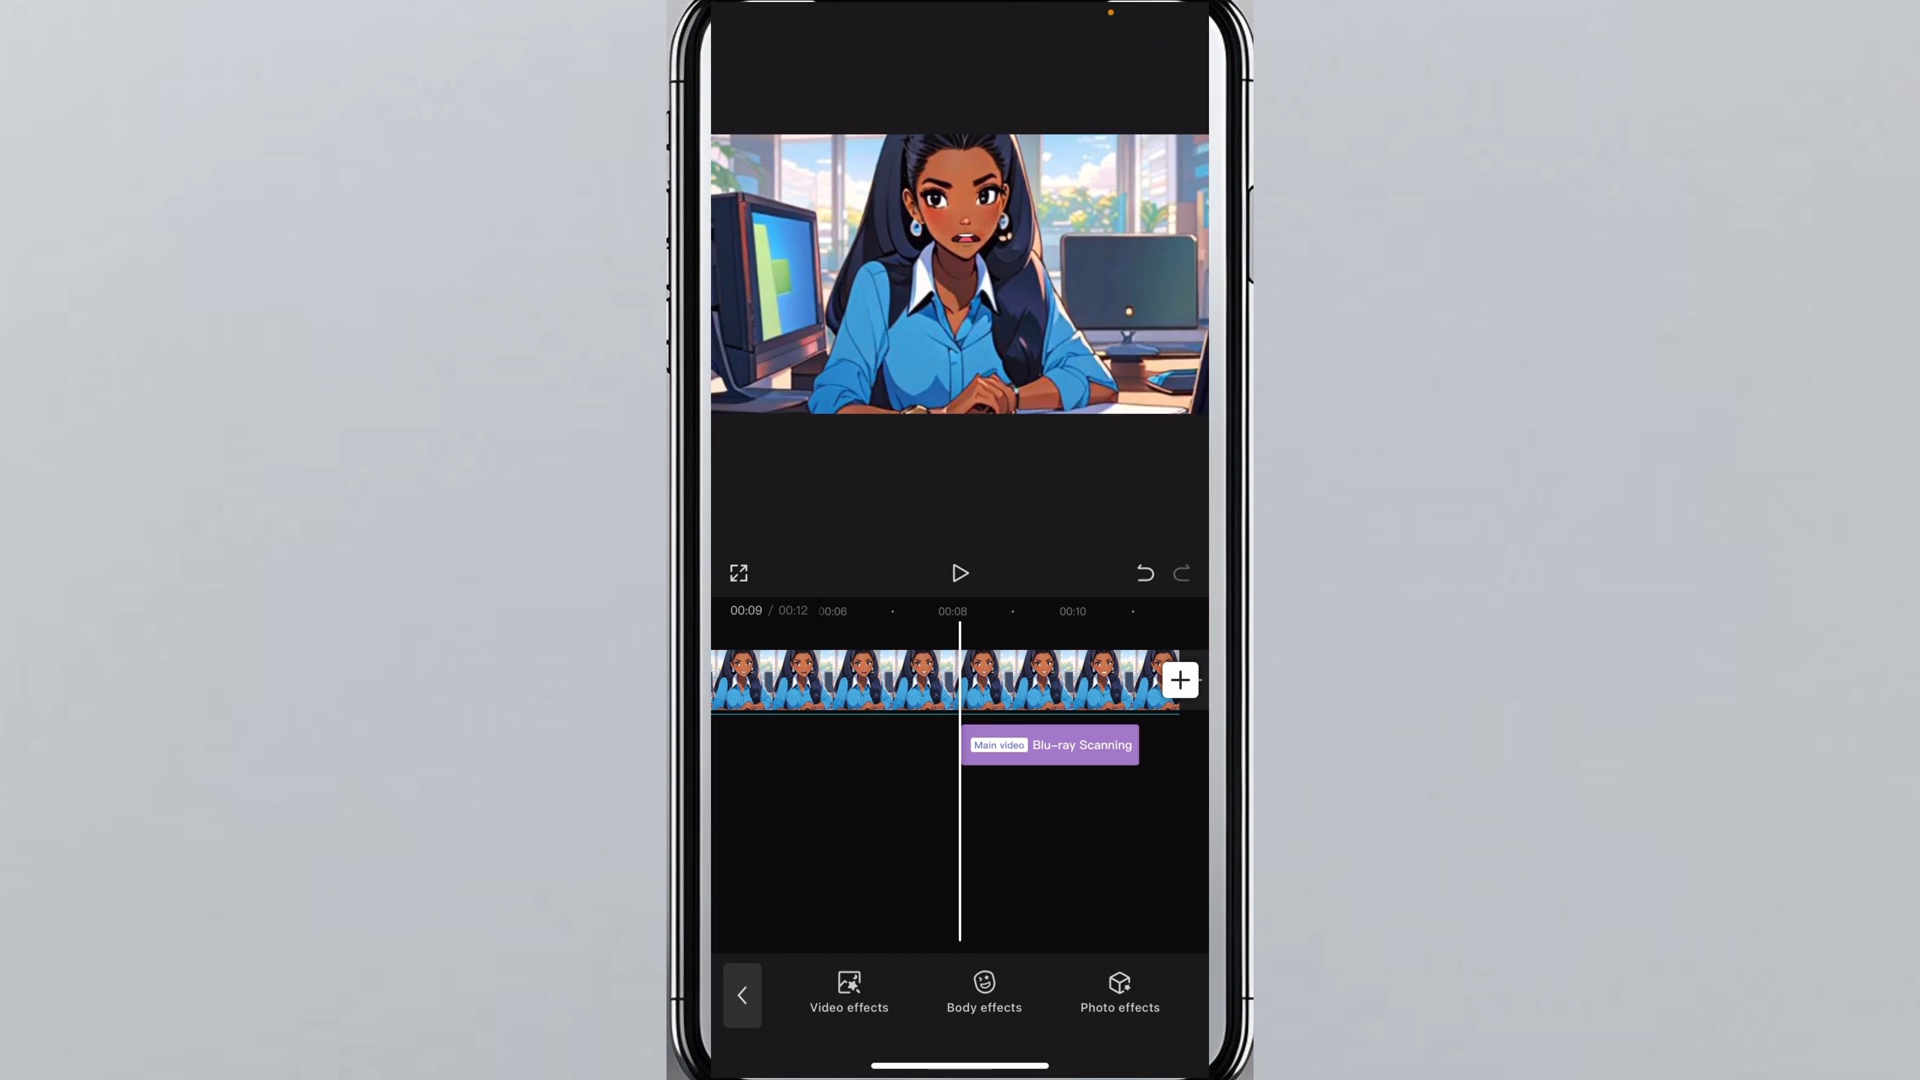 00:09 / 00:12 00:06 00:08 00:10
Main video Blu-ray Scanning
Video effects Body effects Photo effects